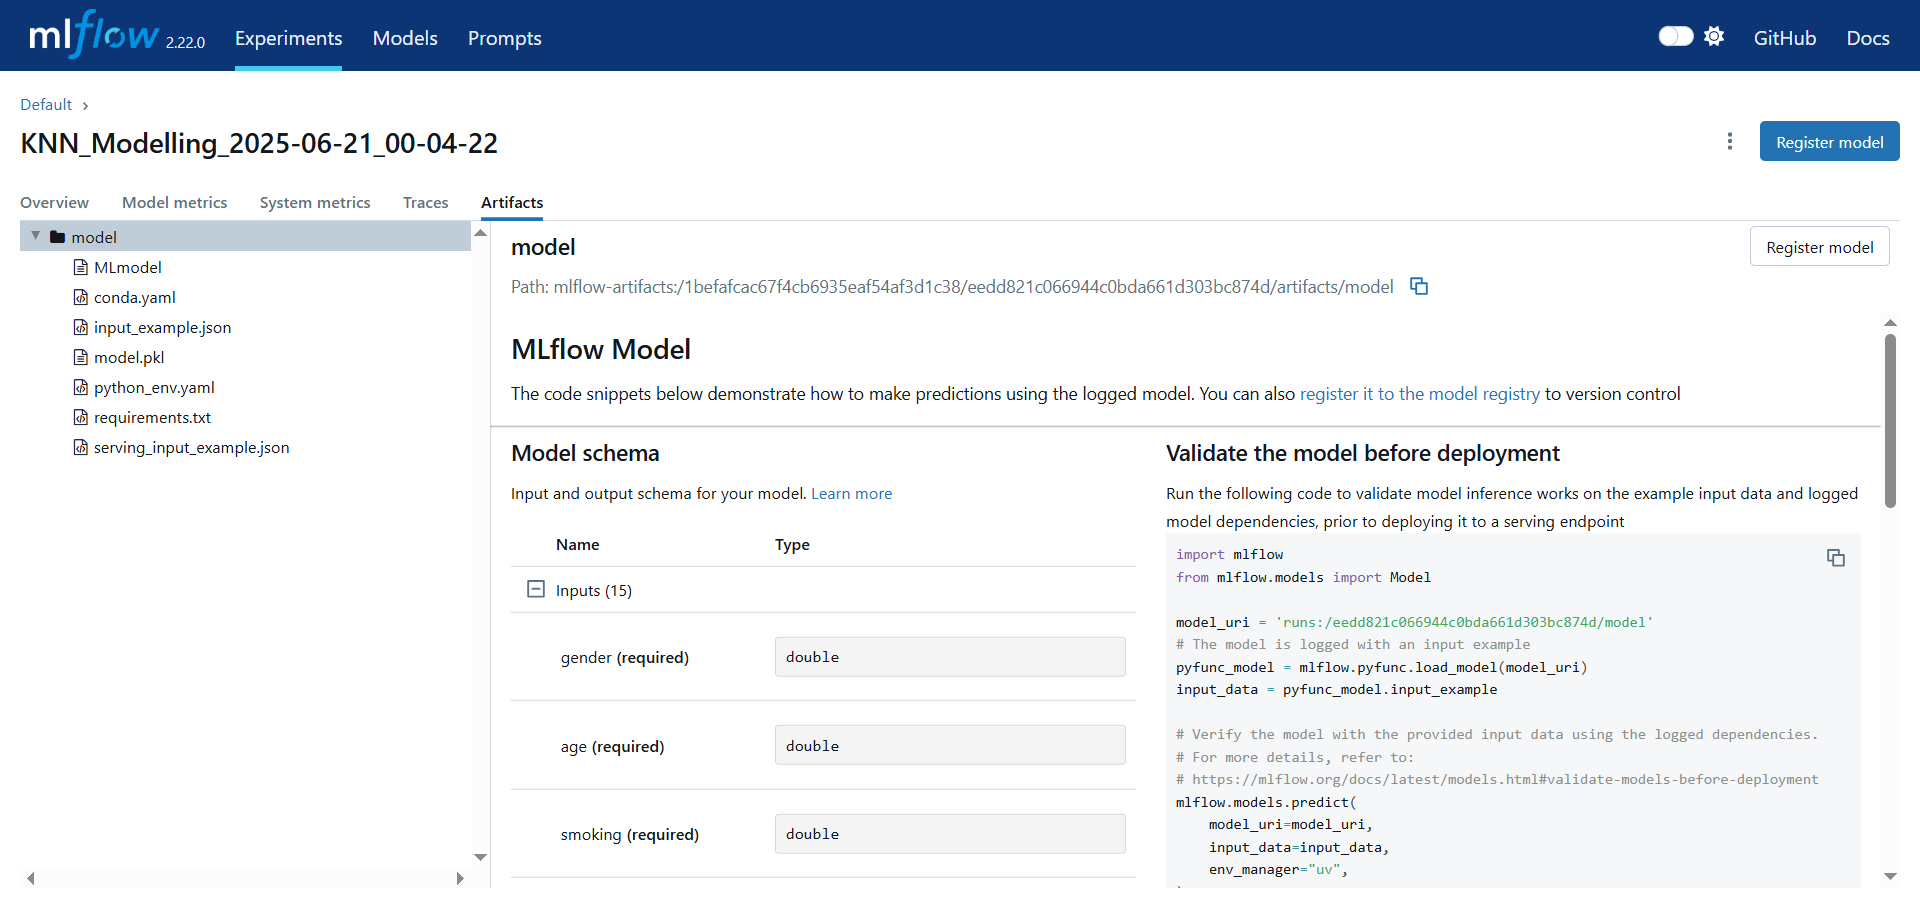 mlflow 2.22.0 Experiments Models Prompts GitHub Docs
Default
KNN_Modelling_2025-06-21_00-04-22
Register model
Overview Model metrics System metrics Traces Artifacts
model
MLmodel
conda.yaml
input_example.json
model.pkl
python_env.yaml
requirements.txt
serving_input_example.json
model
Register model
Path: mlflow-artifacts:/1befafcac67f4cb6935eaf54af3d1c38/eedd821c066944c0bda661d303bc874d/artifacts/model
MLflow Model
The code snippets below demonstrate how to make predictions using the logged model. You can also register it to the model registry to version control
Model schema
Input and output schema for your model. Learn more
Name Type
Inputs (15)
gender (required) double
age (required) double
smoking (required) double
Validate the model before deployment
Run the following code to validate model inference works on the example input data and logged
model dependencies, prior to deploying it to a serving endpoint
import mlflow
from mlflow.models import Model
model_uri = 'runs:/eedd821c066944c0bda661d303bc874d/model'
# The model is logged with an input example
pyfunc_model = mlflow.pyfunc.load_model(model_uri)
input_data = pyfunc_model.input_example
# Verify the model with the provided input data using the logged dependencies.
# For more details, refer to:
# https://mlflow.org/docs/latest/models.html#validate-models-before-deployment
mlflow.models.predict(
    model_uri=model_uri,
    input_data=input_data,
    env_manager="uv",